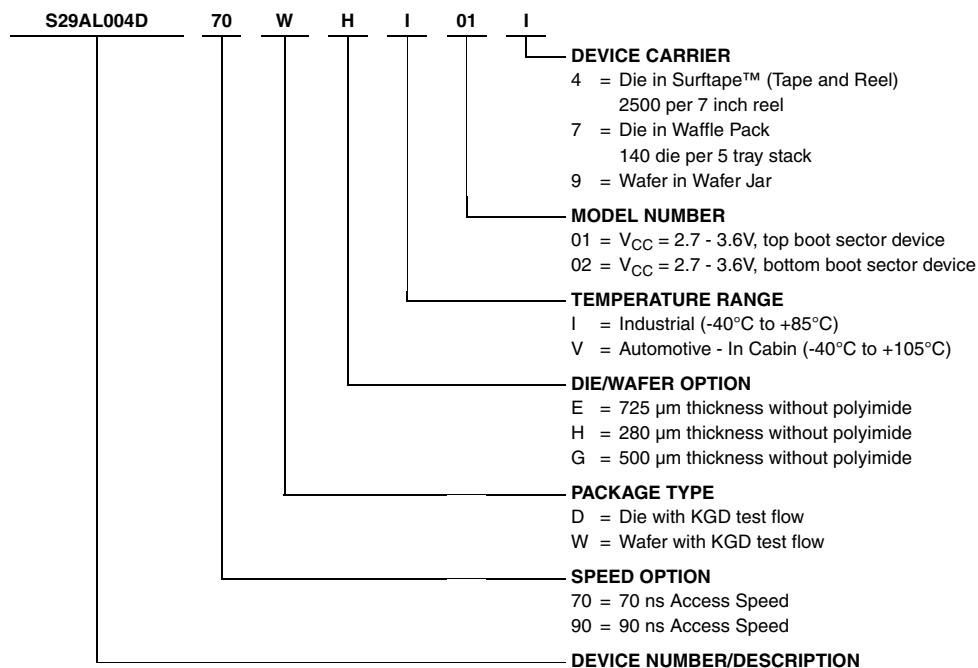 S29AL004D 70 W H I 01 I
DEVICE CARRIER
4 = Die in Surftape™ (Tape and Reel)
2500 per 7 inch reel
7 = Die in Waffle Pack
140 die per 5 tray stack
9 = Wafer in Wafer Jar
MODEL NUMBER
01 = VCC = 2.7 - 3.6V, top boot sector device
02 = VCC = 2.7 - 3.6V, bottom boot sector device
TEMPERATURE RANGE
I = Industrial (-40°C to +85°C)
V = Automotive - In Cabin (-40°C to +105°C)
DIE/WAFER OPTION
E = 725 µm thickness without polyimide
H = 280 µm thickness without polyimide
G = 500 µm thickness without polyimide
PACKAGE TYPE
D = Die with KGD test flow
W = Wafer with KGD test flow
SPEED OPTION
70 = 70 ns Access Speed
90 = 90 ns Access Speed
DEVICE NUMBER/DESCRIPTION